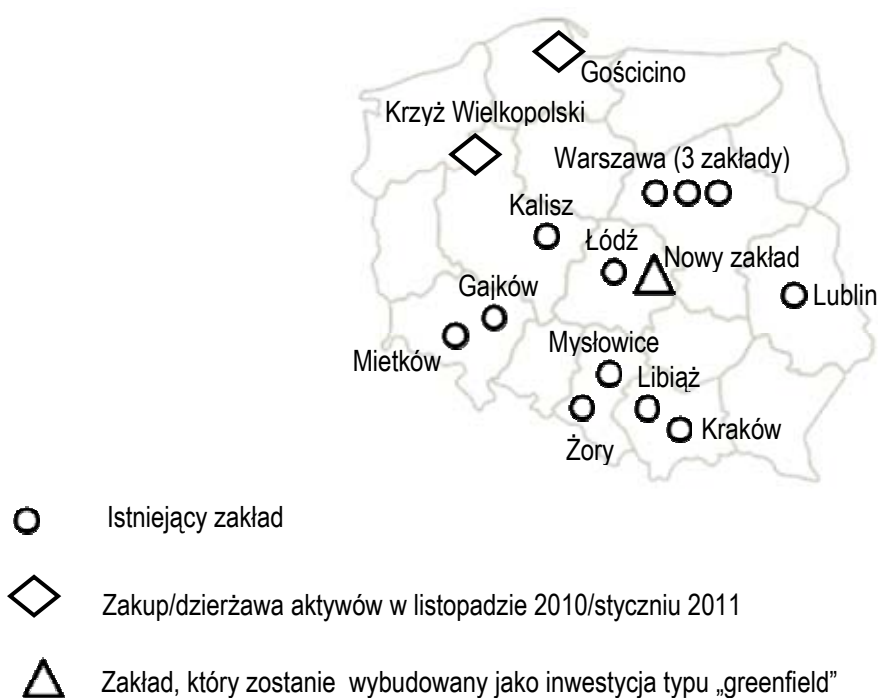 Gościcino
Krzyż Wielkopolski
Warszawa (3 zakłady)
Kalisz
Łódź
Nowy zakład
Gajków
Lublin
Mysłowice
Mietków
Libiąż
Kraków
Żory
Istniejący zakład
Zakup/dzierżawa aktywów w listopadzie 2010/styczniu 2011
Zakład, który zostanie wybudowany jako inwestycja typu „greenfield”